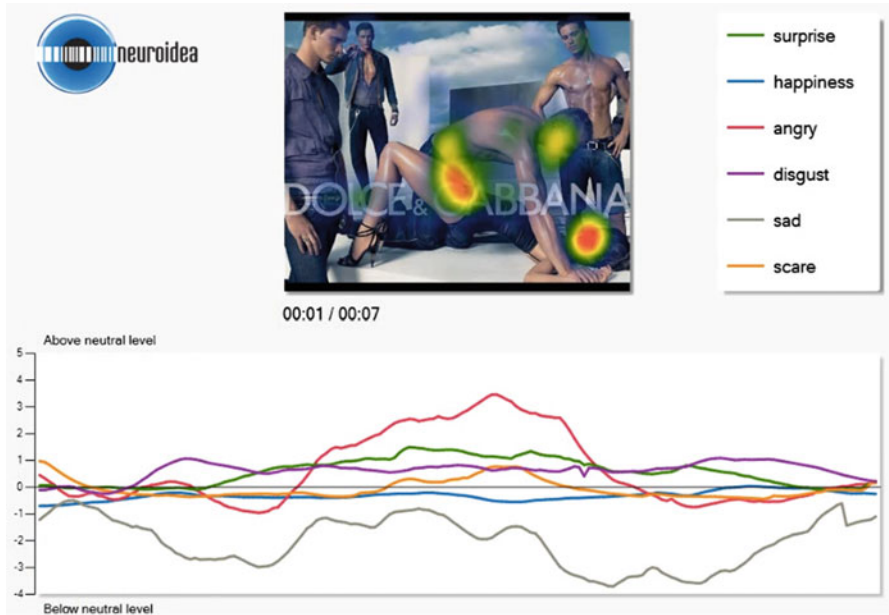 neuroidea
DOLCE & GABBANA
surprise
happiness
angry
disgust
sad
scare
00:01 / 00:07
Above neutral level
5
4
3
2
1
0
-1
-2
-3
-4
Below neutral level